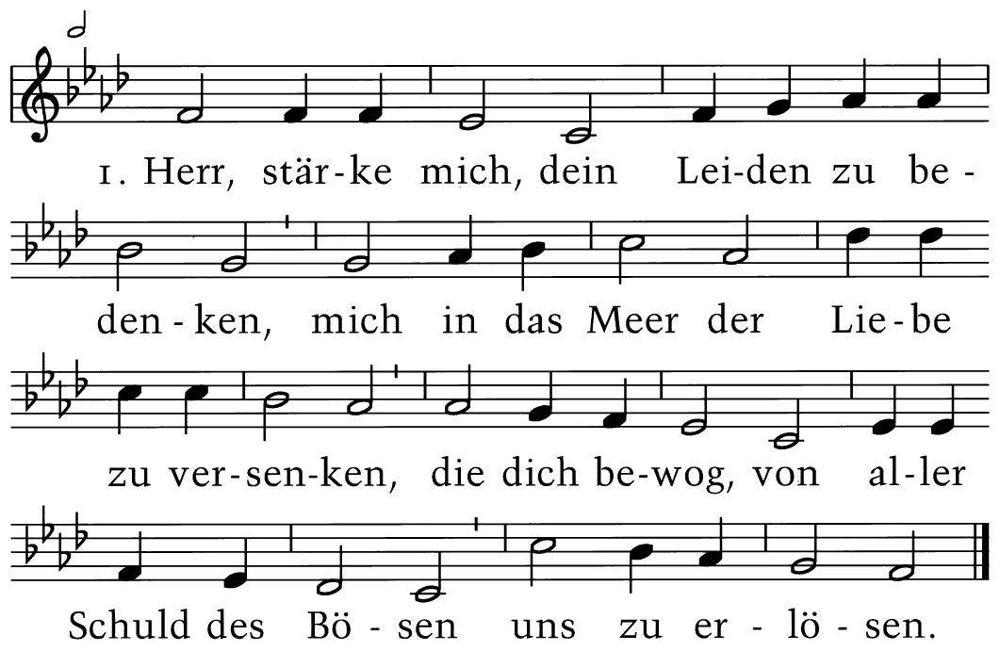 1. Herr, stär-ke mich, dein Lei-den zu be-
den-ken, mich in das Meer der Lie-be
zu ver-sen-ken, die dich be-wog, von al-ler
Schuld des Bö-sen uns zu er-lö-sen.